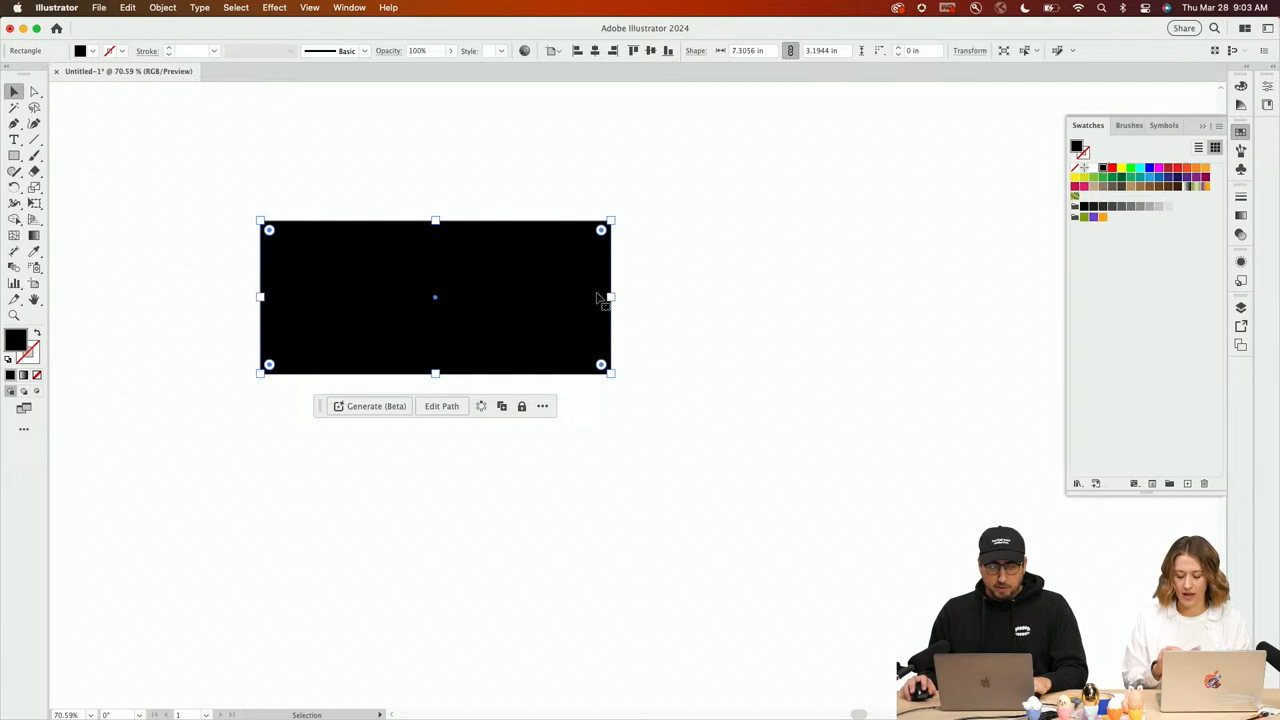 Illustrator File Edit Object Type Select Effect View Window Help
Thu Mar 28 9:03 AM
Adobe Illustrator 2024
Share
Rectangle
Stroke:
Basic
Opacity: 100%
Style:
Shape:
7.3056 in
3.1944 in
0 in
Transform
× Untitled-1* @ 70.59 % (RGB/Preview)
Swatches Brushes Symbols
Generate (Beta)
Edit Path
70.59%
0°
1
Selection